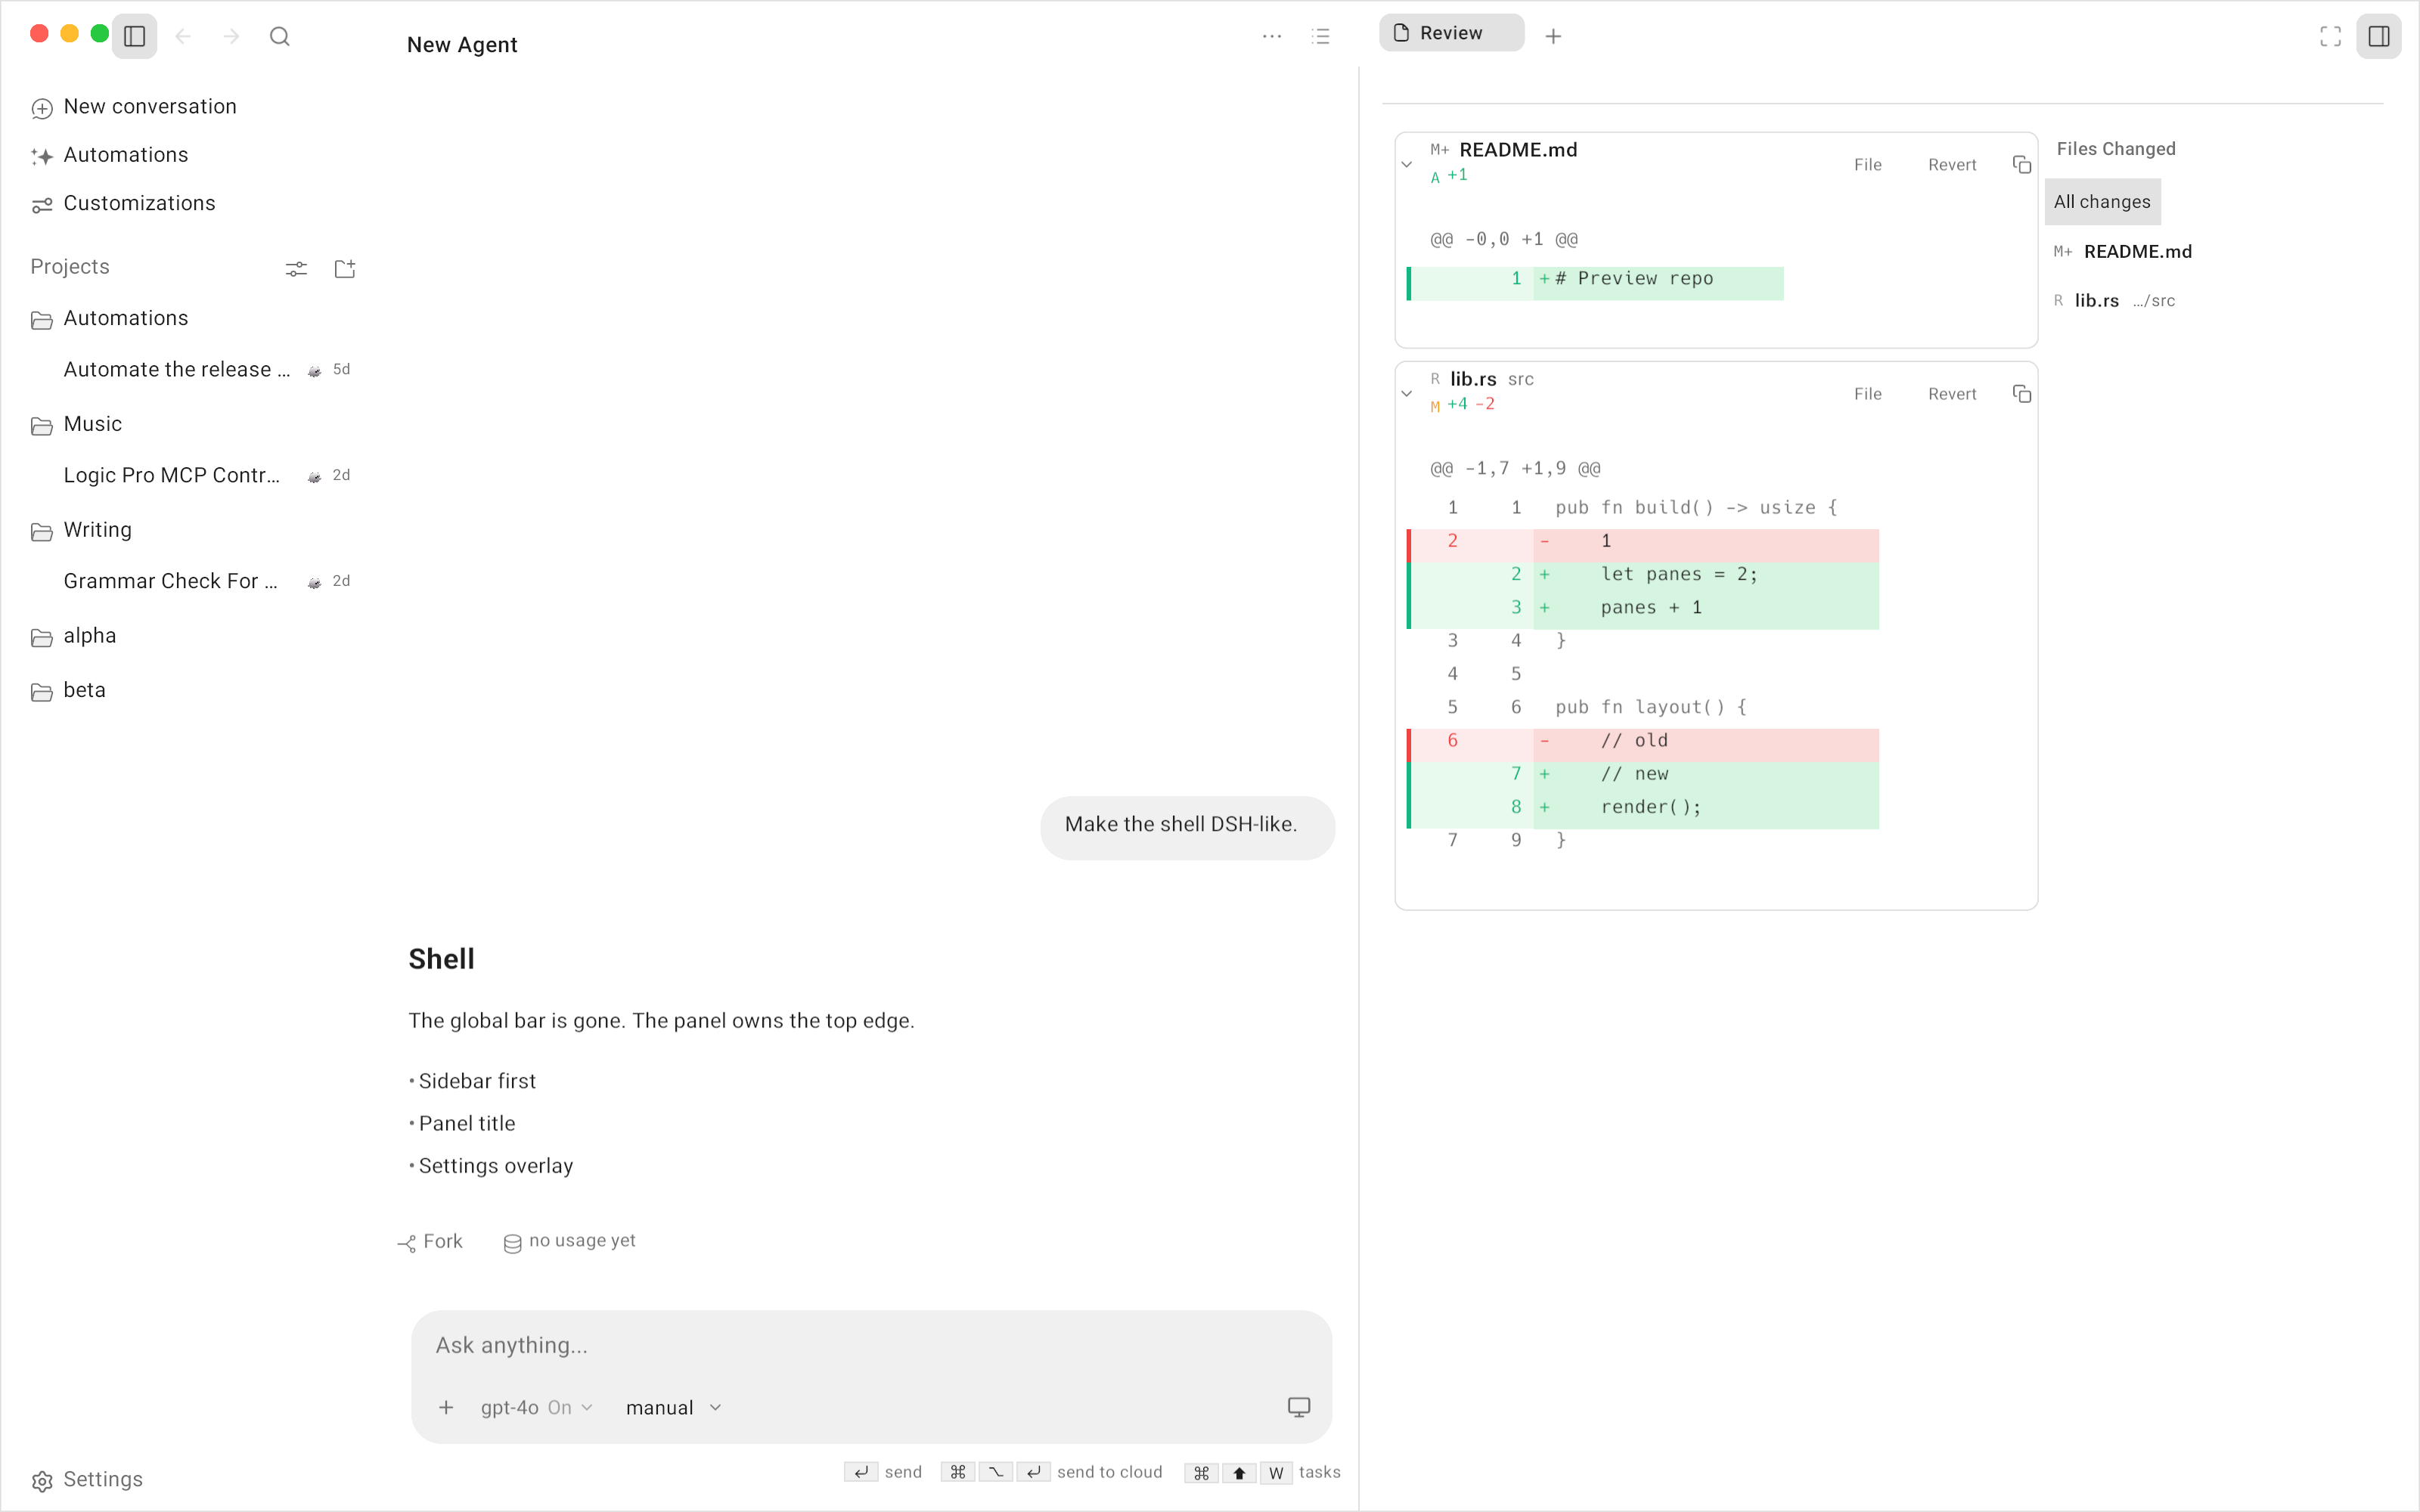 New Agent
New conversation
Automations
Customizations
Projects
Automations
Automate the release ... 5d
Music
Logic Pro MCP Contr... 2d
Writing
Grammar Check For ... 2d
alpha
beta
Settings
Make the shell DSH-like.
Shell
The global bar is gone. The panel owns the top edge.
• Sidebar first
• Panel title
• Settings overlay
Fork no usage yet
Ask anything...
+ gpt-4o On manual
send ⌘ ⌥ send to cloud ⌘ W tasks
Review
M+ README.md File Revert
A +1
@@ -0,0 +1 @@
1 +# Preview repo
R lib.rs src File Revert
M +4 -2
@@ -1,7 +1,9 @@
1 1 pub fn build() -> usize {
2 - 1
2 + let panes = 2;
3 + panes + 1
3 4 }
4 5
5 6 pub fn layout() {
6 - // old
7 + // new
8 + render();
7 9 }
Files Changed
All changes
M+ README.md
R lib.rs .../src